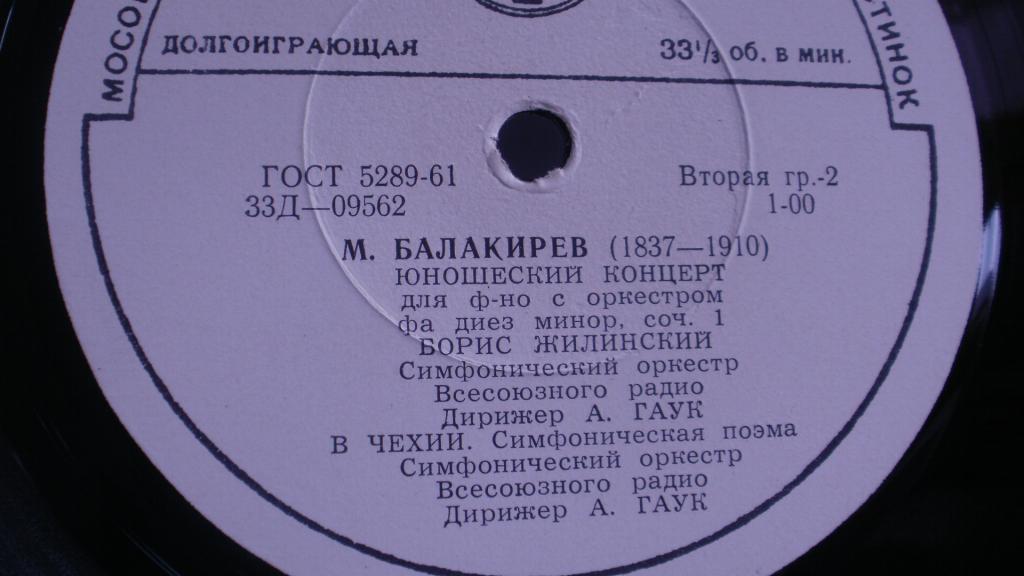 ДОЛГОИГРАЮЩАЯ
33⅓ об. в мин.
ГОСТ 5289-61
Вторая гр.-2
33Д—09562
1-00
М. БАЛАКИРЕВ (1837—1910)
ЮНОШЕСКИЙ КОНЦЕРТ
для ф-но с оркестром
фа диез минор, соч. 1
БОРИС ЖИЛИНСКИЙ
Симфонический оркестр
Всесоюзного радио
Дирижер А. ГАУК
В ЧЕХИИ. Симфоническая поэма
Симфонический оркестр
Всесоюзного радио
Дирижер А. ГАУК